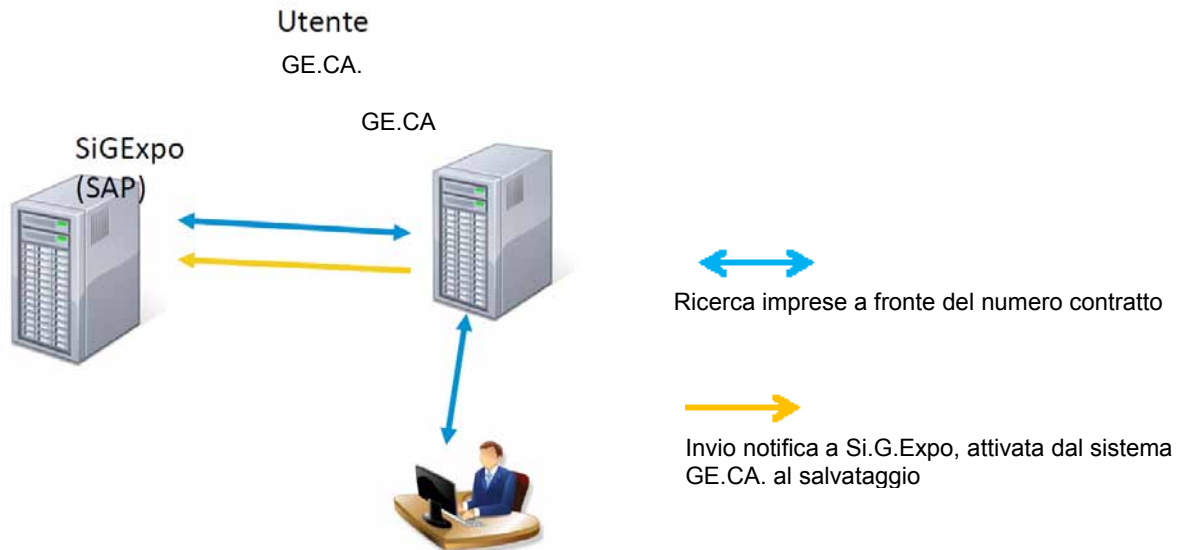 Utente
GE.CA.
GE.CA
SiGExpo
(SAP)
Ricerca imprese a fronte del numero contratto
Invio notifica a Si.G.Expo, attivata dal sistema
GE.CA. al salvataggio